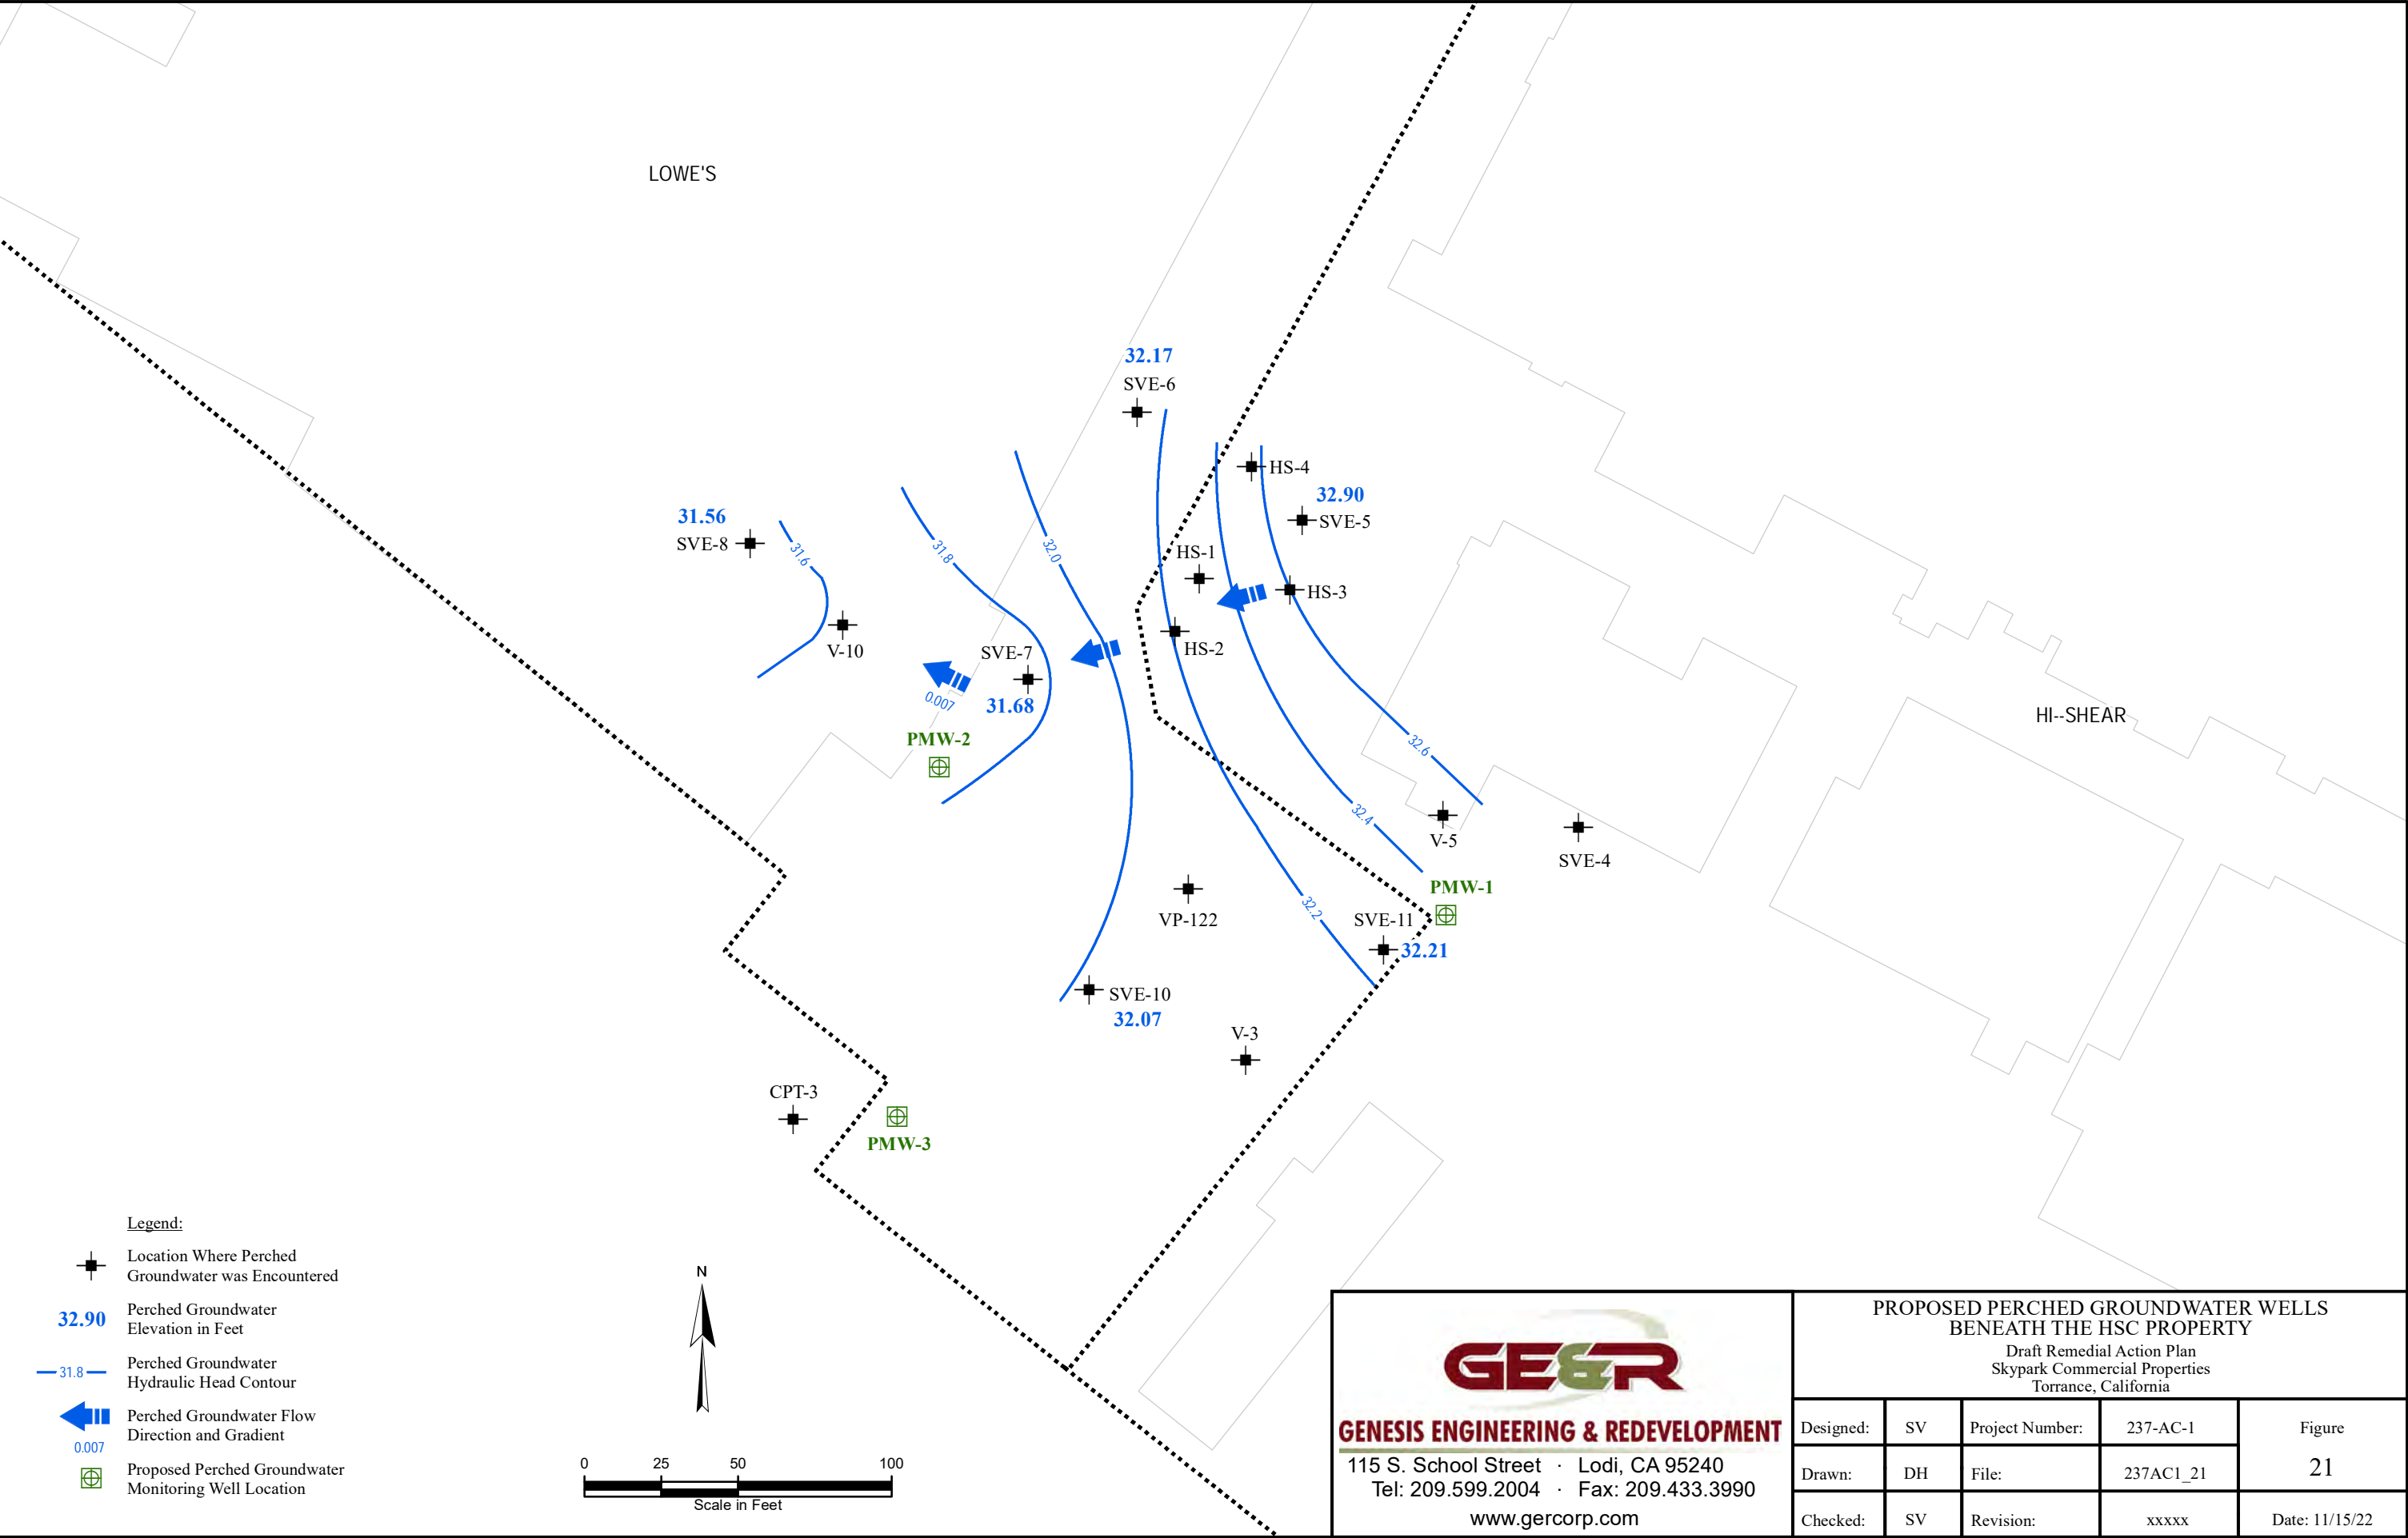 LOWE'S
32.17
SVE-6
HS-4
32.90
SVE-5
31.56
SVE-8
31.6
31.8
32.0
HS-1
HS-3
V-10
SVE-7
HS-2
0.007
31.68
PMW-2
32.6
HI--SHEAR
32.4
V-5
SVE-4
PMW-1
32.2
VP-122
SVE-11
32.21
SVE-10
32.07
V-3
CPT-3
PMW-3
Legend:
Location Where Perched
Groundwater was Encountered
32.90
Perched Groundwater
Elevation in Feet
31.8
Perched Groundwater
Hydraulic Head Contour
Perched Groundwater Flow
Direction and Gradient
0.007
Proposed Perched Groundwater
Monitoring Well Location
N
0 25 50 100
Scale in Feet
GE&R
GENESIS ENGINEERING & REDEVELOPMENT
115 S. School Street · Lodi, CA 95240
Tel: 209.599.2004 · Fax: 209.433.3990
www.gercorp.com
PROPOSED PERCHED GROUNDWATER WELLS
BENEATH THE HSC PROPERTY
Draft Remedial Action Plan
Skypark Commercial Properties
Torrance, California
Designed: SV Project Number: 237-AC-1 Figure
Drawn: DH File: 237AC1_21 21
Checked: SV Revision: xxxxx Date: 11/15/22